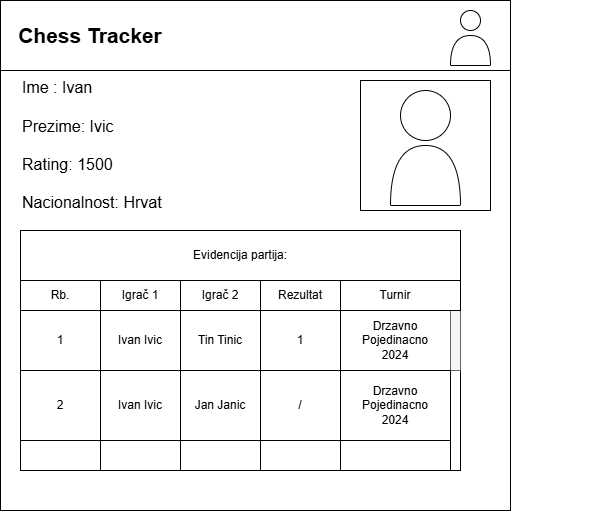 Chess Tracker
Ime : Ivan
Prezime: Ivic
Rating: 1500
Nacionalnost: Hrvat
Evidencija partija:
Rb. Igrač 1 Igrač 2 Rezultat Turnir
1 Ivan Ivic Tin Tinic 1 Drzavno
Pojedinacno
2024
2 Ivan Ivic Jan Janic / Drzavno
Pojedinacno
2024